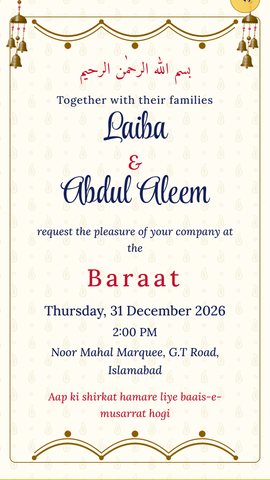 بسم الله الرحمٰن الرحيم
Together with their families
Laiba
&
Abdul Aleem
request the pleasure of your company at
the
Baraat
Thursday, 31 December 2026
2:00 PM
Noor Mahal Marquee, G.T Road,
Islamabad
Aap ki shirkat hamare liye baais-e-
musarrat hogi